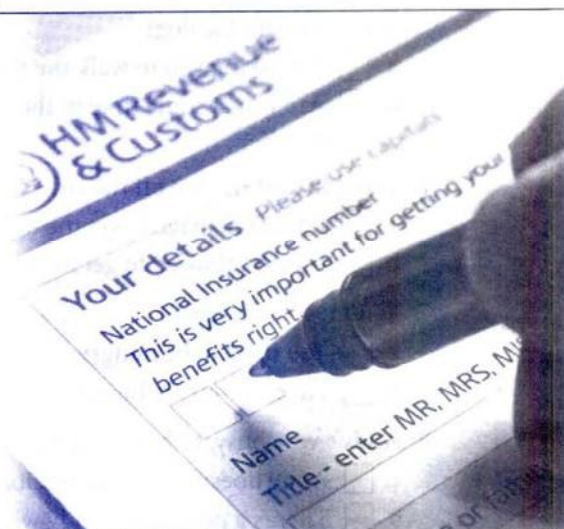 HM Revenue
& Customs
Your details Please use capitals
National Insurance number
This is very important for getting your
benefits right.
Name
Title - enter MR, MRS,
or